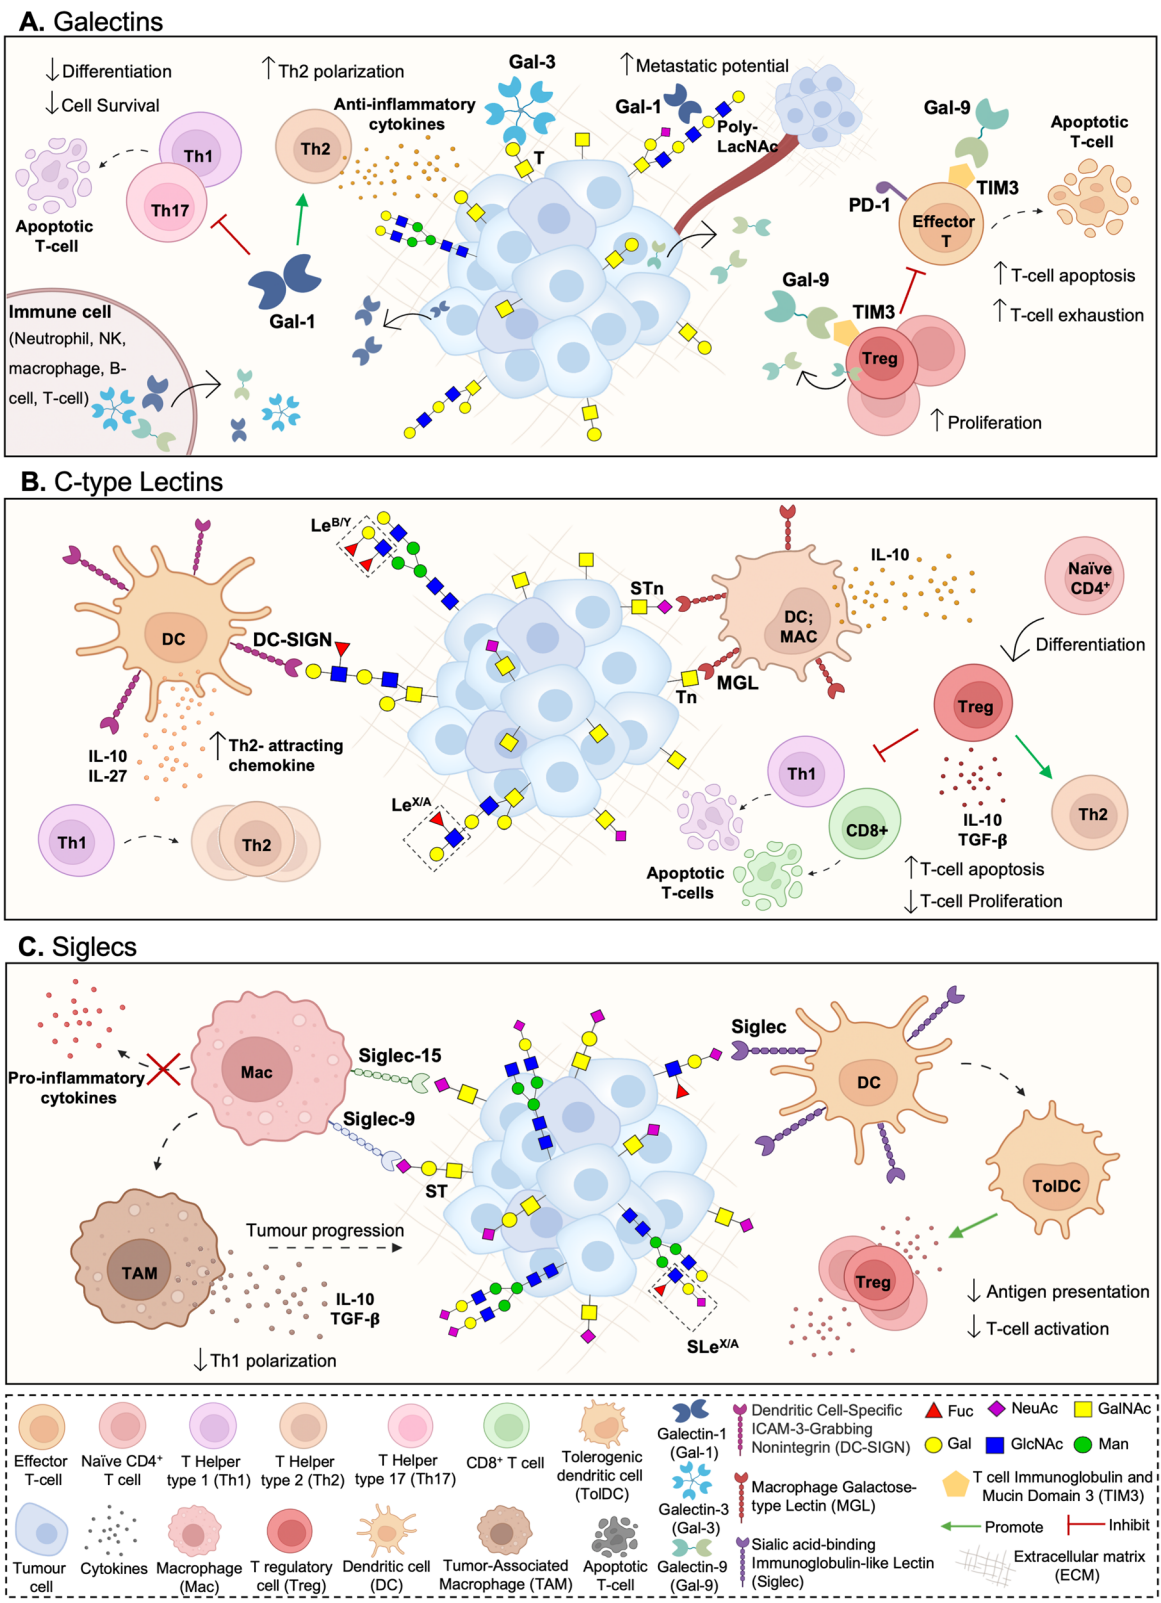 A. Galectins
↓ Differentiation
↓ Cell Survival
↑ Th2 polarization
Anti-inflammatory
cytokines
Gal-3
T
↑ Metastatic potential
Gal-1
Poly-
LacNAc
Gal-9
Apoptotic
T-cell
TIM3
PD-1
Effector
T
↑ T-cell apoptosis
↑ T-cell exhaustion
Th1
Th17
Th2
Apoptotic
T-cell
Gal-1
Immune cell
(Neutrophil, NK,
macrophage, B-
cell, T-cell)
Gal-9
TIM3
Treg
↑ Proliferation
B. C-type Lectins
Le^B/Y
DC
DC-SIGN
IL-10
IL-27
↑ Th2- attracting
chemokine
Th1
Th2
Le^X/A
STn
Tn
MGL
DC;
MAC
IL-10
Naïve
CD4⁺
Differentiation
Treg
Th1
CD8+
IL-10
TGF-β
Th2
Apoptotic
T-cells
↑ T-cell apoptosis
↓ T-cell Proliferation
C. Siglecs
Pro-inflammatory
cytokines
Mac
Siglec-15
Siglec-9
ST
TAM
Tumour progression
IL-10
TGF-β
↓ Th1 polarization
Siglec
DC
TolDC
Treg
SLe^X/A
↓ Antigen presentation
↓ T-cell activation
Effector
T-cell
Naïve CD4⁺
T cell
T Helper
type 1 (Th1)
T Helper
type 2 (Th2)
T Helper
type 17 (Th17)
CD8⁺ T cell
Tolerogenic
dendritic cell
(TolDC)
Galectin-1
(Gal-1)
Galectin-3
(Gal-3)
Galectin-9
(Gal-9)
Dendritic Cell-Specific
ICAM-3-Grabbing
Nonintegrin (DC-SIGN)
Macrophage Galactose-
type Lectin (MGL)
Sialic acid-binding
Immunoglobulin-like Lectin
(Siglec)
Fuc
NeuAc
GalNAc
Gal
GlcNAc
Man
T cell Immunoglobulin and
Mucin Domain 3 (TIM3)
Promote
Inhibit
Extracellular matrix
(ECM)
Tumour
cell
Cytokines
Macrophage
(Mac)
T regulatory
cell (Treg)
Dendritic cell
(DC)
Tumor-Associated
Macrophage (TAM)
Apoptotic
T-cell